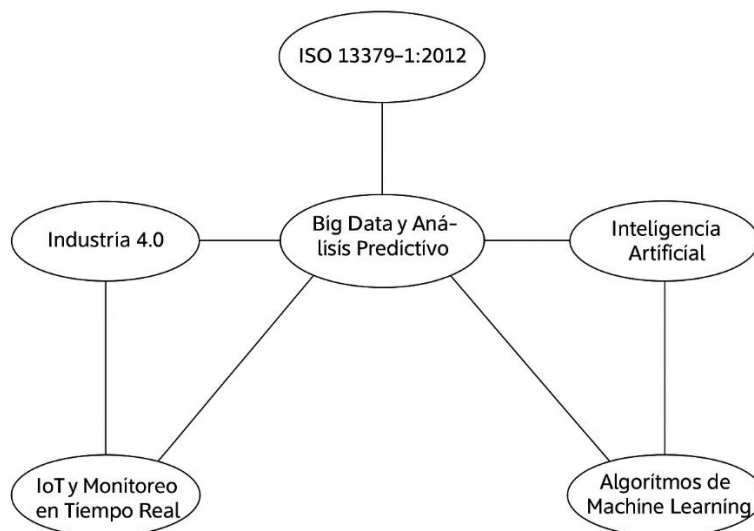 ISO 13379-1:2012
Industria 4.0
Big Data y Aná-
lisis Predictivo
Inteligencia
Artificial
IoT y Monitoreo
en Tiempo Real
Algoritmos de
Machine Learning